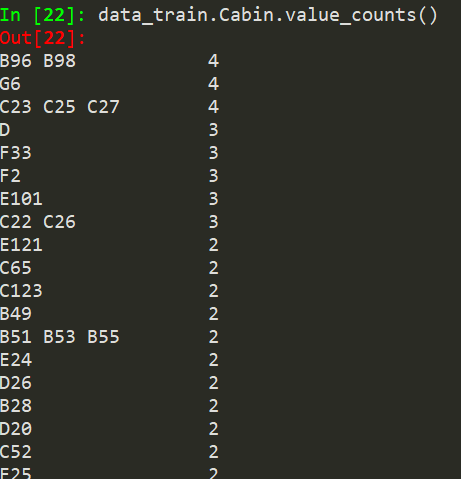 In [22]: data_train.Cabin.value_counts()
Out[22]:
B96 B98 4
G6 4
C23 C25 C27 4
D 3
F33 3
F2 3
E101 3
C22 C26 3
E121 2
C65 2
C123 2
B49 2
B51 B53 B55 2
E24 2
D26 2
B28 2
D20 2
C52 2
E25 2